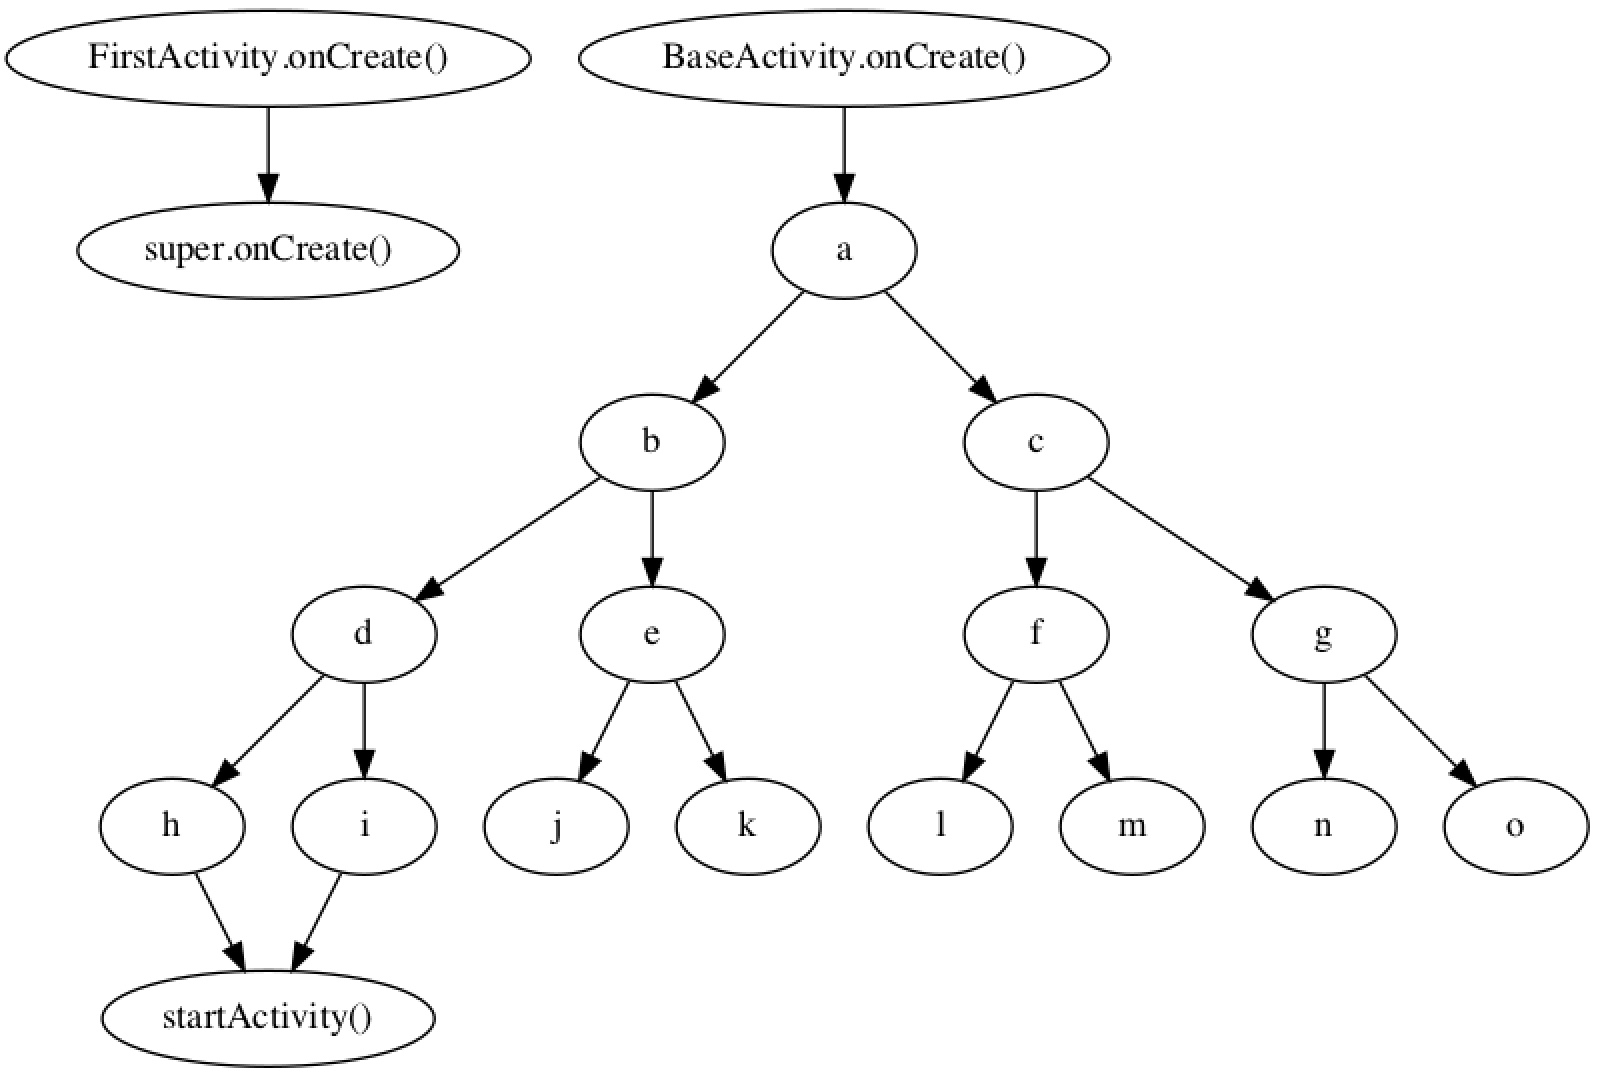 FirstActivity.onCreate()
BaseActivity.onCreate()
super.onCreate()
a
b
c
d
e
f
g
h
i
j
k
l
m
n
o
startActivity()